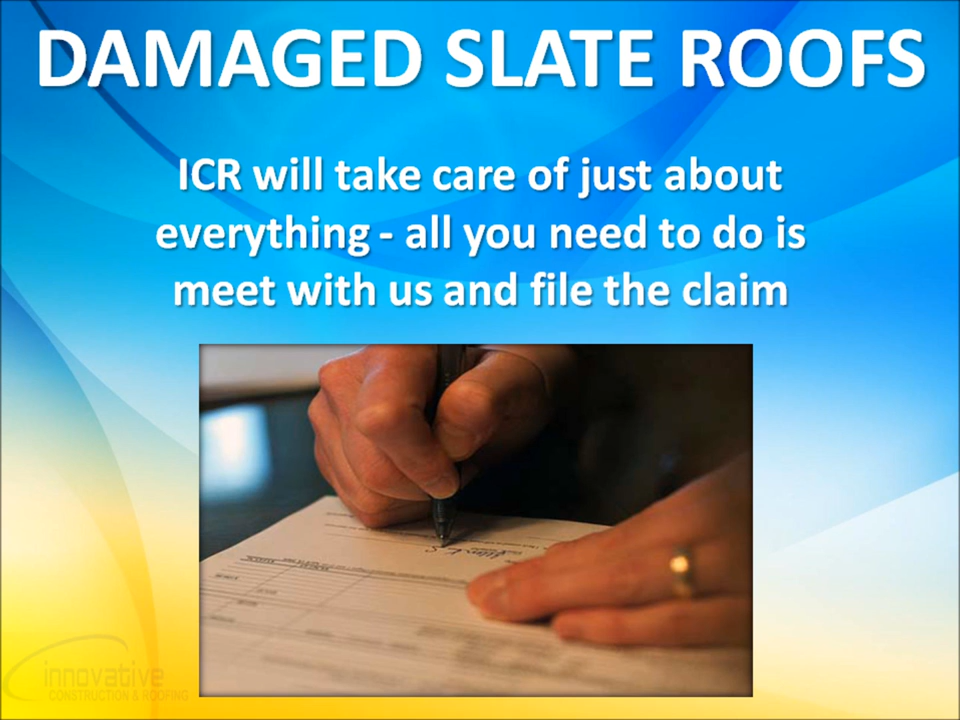 DAMAGED SLATE ROOFS
ICR will take care of just about
everything - all you need to do is
meet with us and file the claim
innovative
CONSTRUCTION & ROOFING